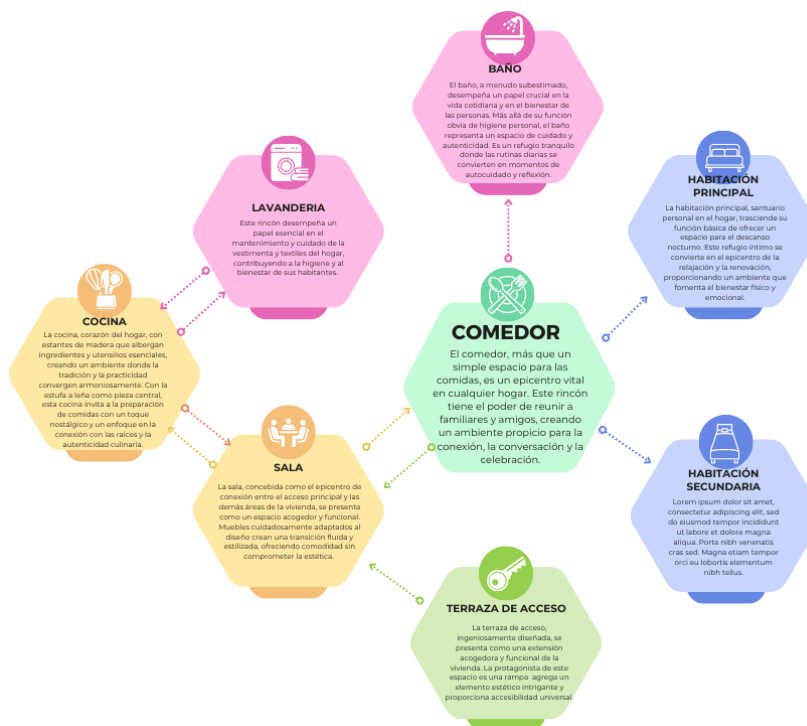 BAÑO
El baño, a menudo subestimado,
desempeña un papel crucial en la
vida cotidiana y en el bienestar de
las personas. Más allá de su función
obvia de higiene personal, el baño
representa un espacio de cuidado y
autenticidad. Es un refugio tranquilo
donde las rutinas diarias se
convierten en momentos de
autocuidado y reflexión.
LAVANDERIA
Este rincón desempeña un
papel esencial en el
mantenimiento y cuidado de la
vestimenta y textiles del hogar,
contribuyendo a la higiene y al
bienestar de sus habitantes.
HABITACIÓN
PRINCIPAL
La habitación principal, santuario
personal en el hogar, trasciende su
función básica de ofrecer un
espacio para el descanso
nocturno. Este refugio íntimo se
convierte en el epicentro de la
relajación y la renovación,
proporcionando un ambiente que
fomenta el bienestar físico y
emocional.
COCINA
La cocina, corazón del hogar, con
estantes de madera que albergan
ingredientes y utensilios esenciales,
creando un ambiente donde la
tradición y la practicidad
convergen armoniosamente. Con la
estufa a leña como pieza central,
esta cocina invita a la preparación
de comidas con un toque
nostálgico y un enfoque en la
conexión con las raíces y la
autenticidad culinaria.
COMEDOR
El comedor, más que un
simple espacio para las
comidas, es un epicentro vital
en cualquier hogar. Este rincón
tiene el poder de reunir a
familiares y amigos, creando
un ambiente propicio para la
conexión, la conversación y la
celebración.
SALA
La sala, concebida como el epicentro de
conexión entre el acceso principal y las
demás áreas de la vivienda, se presenta
como un espacio acogedor y funcional.
Muebles cuidadosamente adaptados al
diseño crean una transición fluida y
estilizada, ofreciendo comodidad sin
comprometer la estética.
HABITACIÓN
SECUNDARIA
Lorem ipsum dolor sit amet,
consectetur adipiscing elit, sed
do eiusmod tempor incididunt
ut labore et dolore magna
aliqua. Porta nibh venenatis
cras sed. Magna etiam tempor
orci eu lobortis elementum
nibh tellus.
TERRAZA DE ACCESO
La terraza de acceso,
ingeniosamente diseñada, se
presenta como una extensión
acogedora y funcional de la
vivienda. La protagonista de este
espacio es una rampa agrega un
elemento estético intrigante y
proporciona accesibilidad universal.